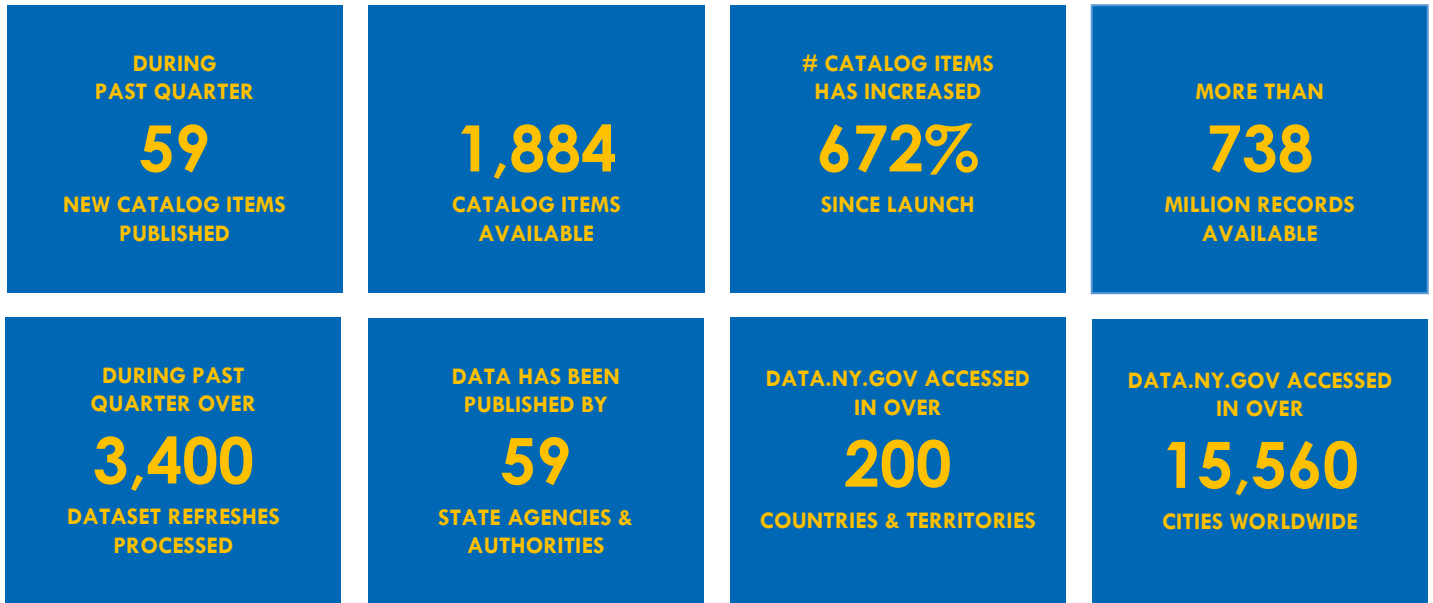 DURING
PAST QUARTER
59
NEW CATALOG ITEMS
PUBLISHED
1,884
CATALOG ITEMS
AVAILABLE
# CATALOG ITEMS
HAS INCREASED
672%
SINCE LAUNCH
MORE THAN
738
MILLION RECORDS
AVAILABLE
DURING PAST
QUARTER OVER
3,400
DATASET REFRESHES
PROCESSED
DATA HAS BEEN
PUBLISHED BY
59
STATE AGENCIES &
AUTHORITIES
DATA.NY.GOV ACCESSED
IN OVER
200
COUNTRIES & TERRITORIES
DATA.NY.GOV ACCESSED
IN OVER
15,560
CITIES WORLDWIDE